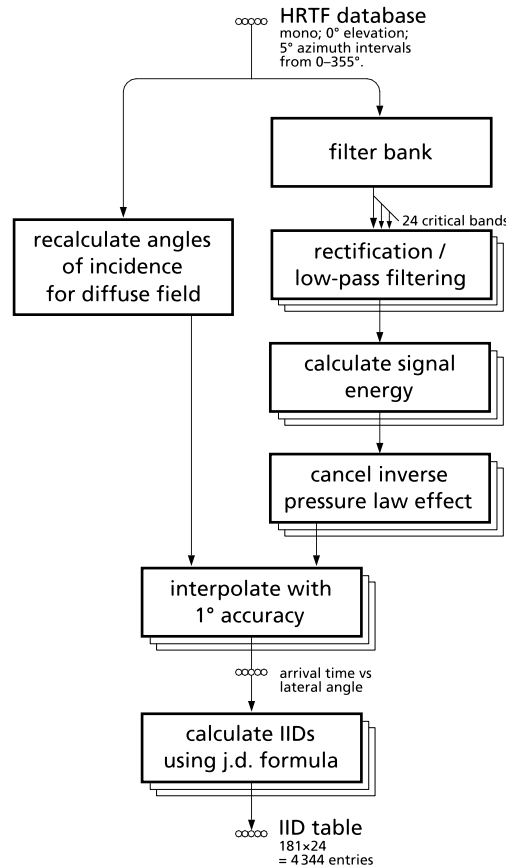 HRTF database
mono; 0° elevation;
5° azimuth intervals
from 0–355°.
filter bank
24 critical bands
recalculate angles
of incidence
for diffuse field
rectification /
low-pass filtering
calculate signal
energy
cancel inverse
pressure law effect
interpolate with
1° accuracy
arrival time vs
lateral angle
calculate IIDs
using j.d. formula
IID table
181×24
= 4 344 entries